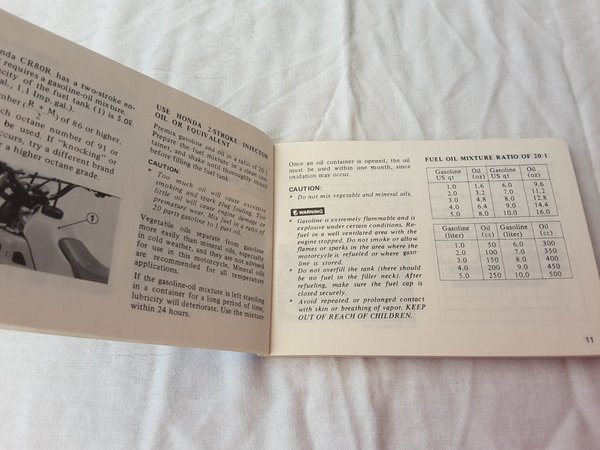 nda CR80R has a two-stroke en-
requires a gasoline-oil mixture.
city of the fuel tank (1) is 5.0ℓ
al., 1.1 Imp. gal.).
mber (R + M / 2) of 86 or higher,
ch octane number of 91 or
be used. If "knocking" or
occurs, try a different brand
r a higher octane grade.
①
USE HONDA 2-STROKE INJECTOR
OIL OR EQUIVALENT
Premix gasoline and oil in a ratio of 20:1
Prepare the fuel mixture in a clean con-
tainer, and shake until thoroughly mixed
before filling the fuel tank.
CAUTION:
• Too much oil will cause excessive
smoking and spark plug fouling. Too
little oil will cause engine damage or
premature wear. Mix fuel in a ratio of
20 parts gasoline to 1 part oil.
Vegetable oils separate from gasoline
more easily than mineral oils, especially
in cold weather, and they are not advised
for use in this motorcycle. Mineral oils
are recommended for all temperature
applications.
If the gasoline-oil mixture is left standing
in a container for a long period of time,
lubricity will deteriorate. Use the mixture
within 24 hours.
Once an oil container is opened, the oil
must be used within one month, since
oxidation may occur.
CAUTION:
• Do not mix vegetable and mineral oils.
WARNING
• Gasoline is extremely flammable and is
explosive under certain conditions. Re-
fuel in a well ventilated area with the
engine stopped. Do not smoke or allow
flames or sparks in the area where the
motorcycle is refueled or where gaso-
line is stored.
• Do not overfill the tank (there should
be no fuel in the filler neck). After
refueling, make sure the fuel cap is
closed securely.
• Avoid repeated or prolonged contact
with skin or breathing of vapor. KEEP
OUT OF REACH OF CHILDREN.
FUEL OIL MIXTURE RATIO OF 20:1
Gasoline Oil Gasoline Oil
US qt (oz) US qt (oz)
1.0 1.6 6.0 9.6
2.0 3.2 7.0 11.2
3.0 4.8 8.0 12.8
4.0 6.4 9.0 14.4
5.0 8.0 10.0 16.0
Gasoline Oil Gasoline Oil
(liter) (cc) (liter) cc)
1.0 50 6.0 300
2.0 100 7.0 350
3.0 150 8.0 400
4.0 200 9.0 450
5.0 250 10.0 500
11